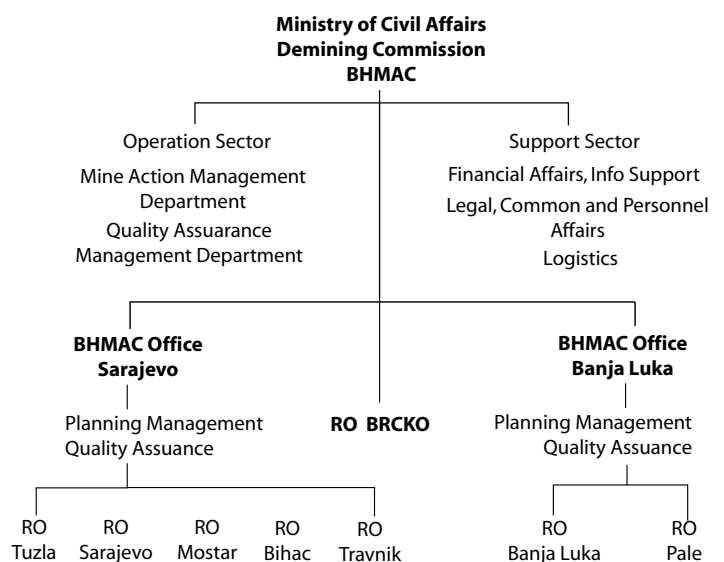 Ministry of Civil Affairs
Demining Commission
BHMAC
Operation Sector
Mine Action Management
Department
Quality Assuarance
Management Department
Support Sector
Financial Affairs, Info Support
Legal, Common and Personnel
Affairs
Logistics
BHMAC Office
Sarajevo
Planning Management
Quality Assuance
RO BRCKO
BHMAC Office
Banja Luka
Planning Management
Quality Assuance
RO
Tuzla
RO
Sarajevo
RO
Mostar
RO
Bihac
RO
Travnik
RO
Banja Luka
RO
Pale